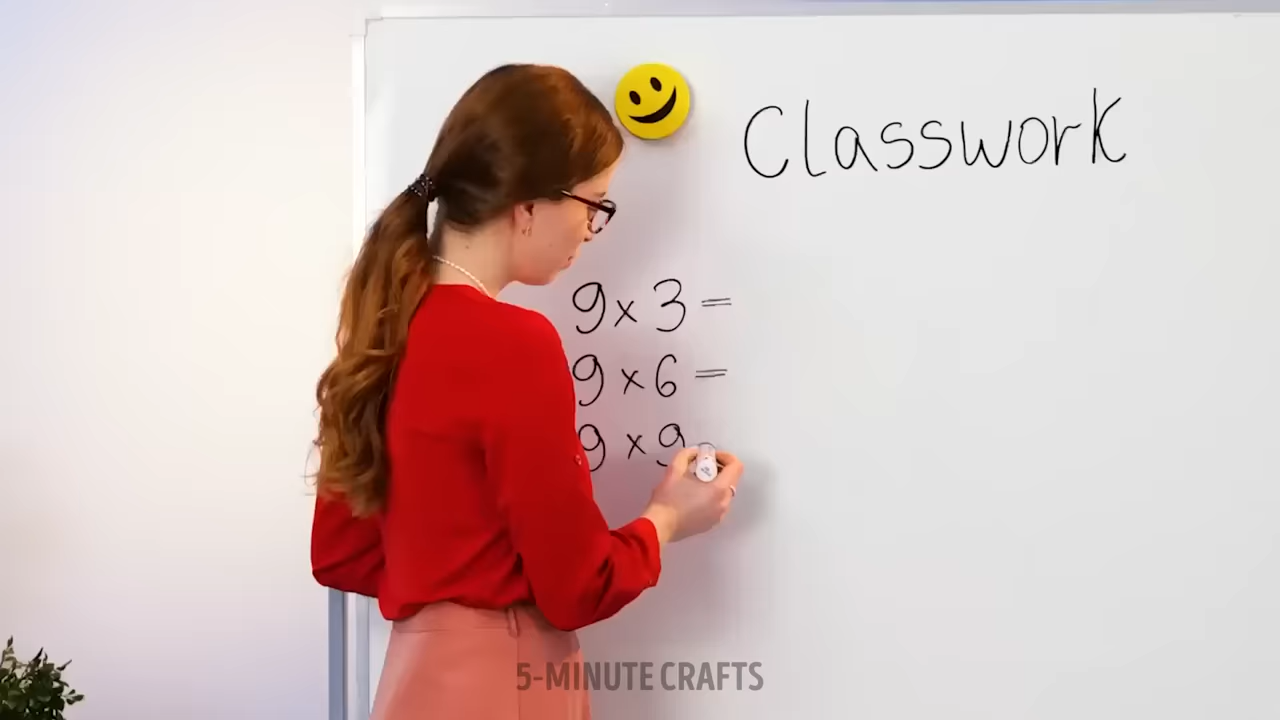 Classwork
9 x 3 =
9 x 6 =
9 x 9
5-MINUTE CRAFTS